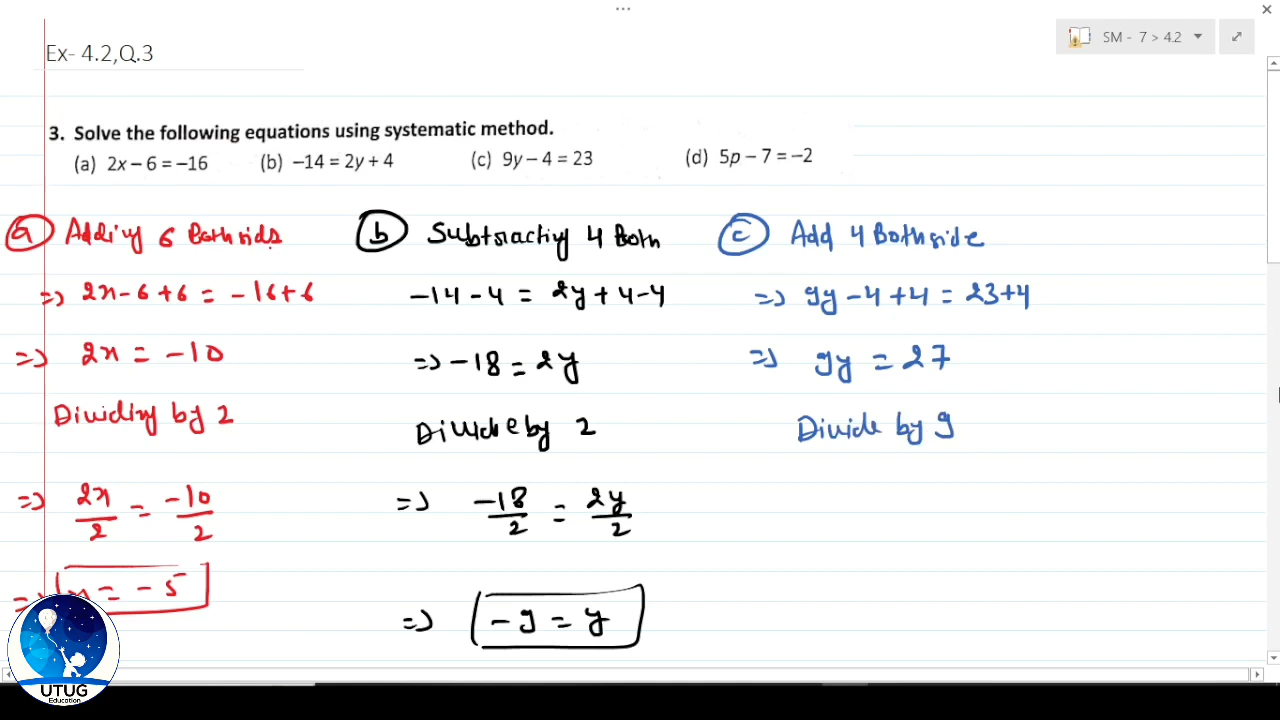 Ex- 4.2,Q.3
SM - 7 > 4.2
3. Solve the following equations using systematic method.
(a) 2x – 6 = –16 (b) –14 = 2y + 4 (c) 9y – 4 = 23 (d) 5p – 7 = –2
a Adding 6 Both sids
=> 2x - 6 + 6 = -16+6
=> 2x = -10
Dividing by 2
=> 2x/2 = -10/2
=> x = -5
b Subtracting 4 Both
-14 - 4 = 2y + 4 - 4
=> -18 = 2y
Divide by 2
=> -18/2 = 2y/2
=> -9 = y
c Add 4 Both side
=> 9y - 4 + 4 = 23+4
=> 9y = 27
Divide by 9
UTUG
Education